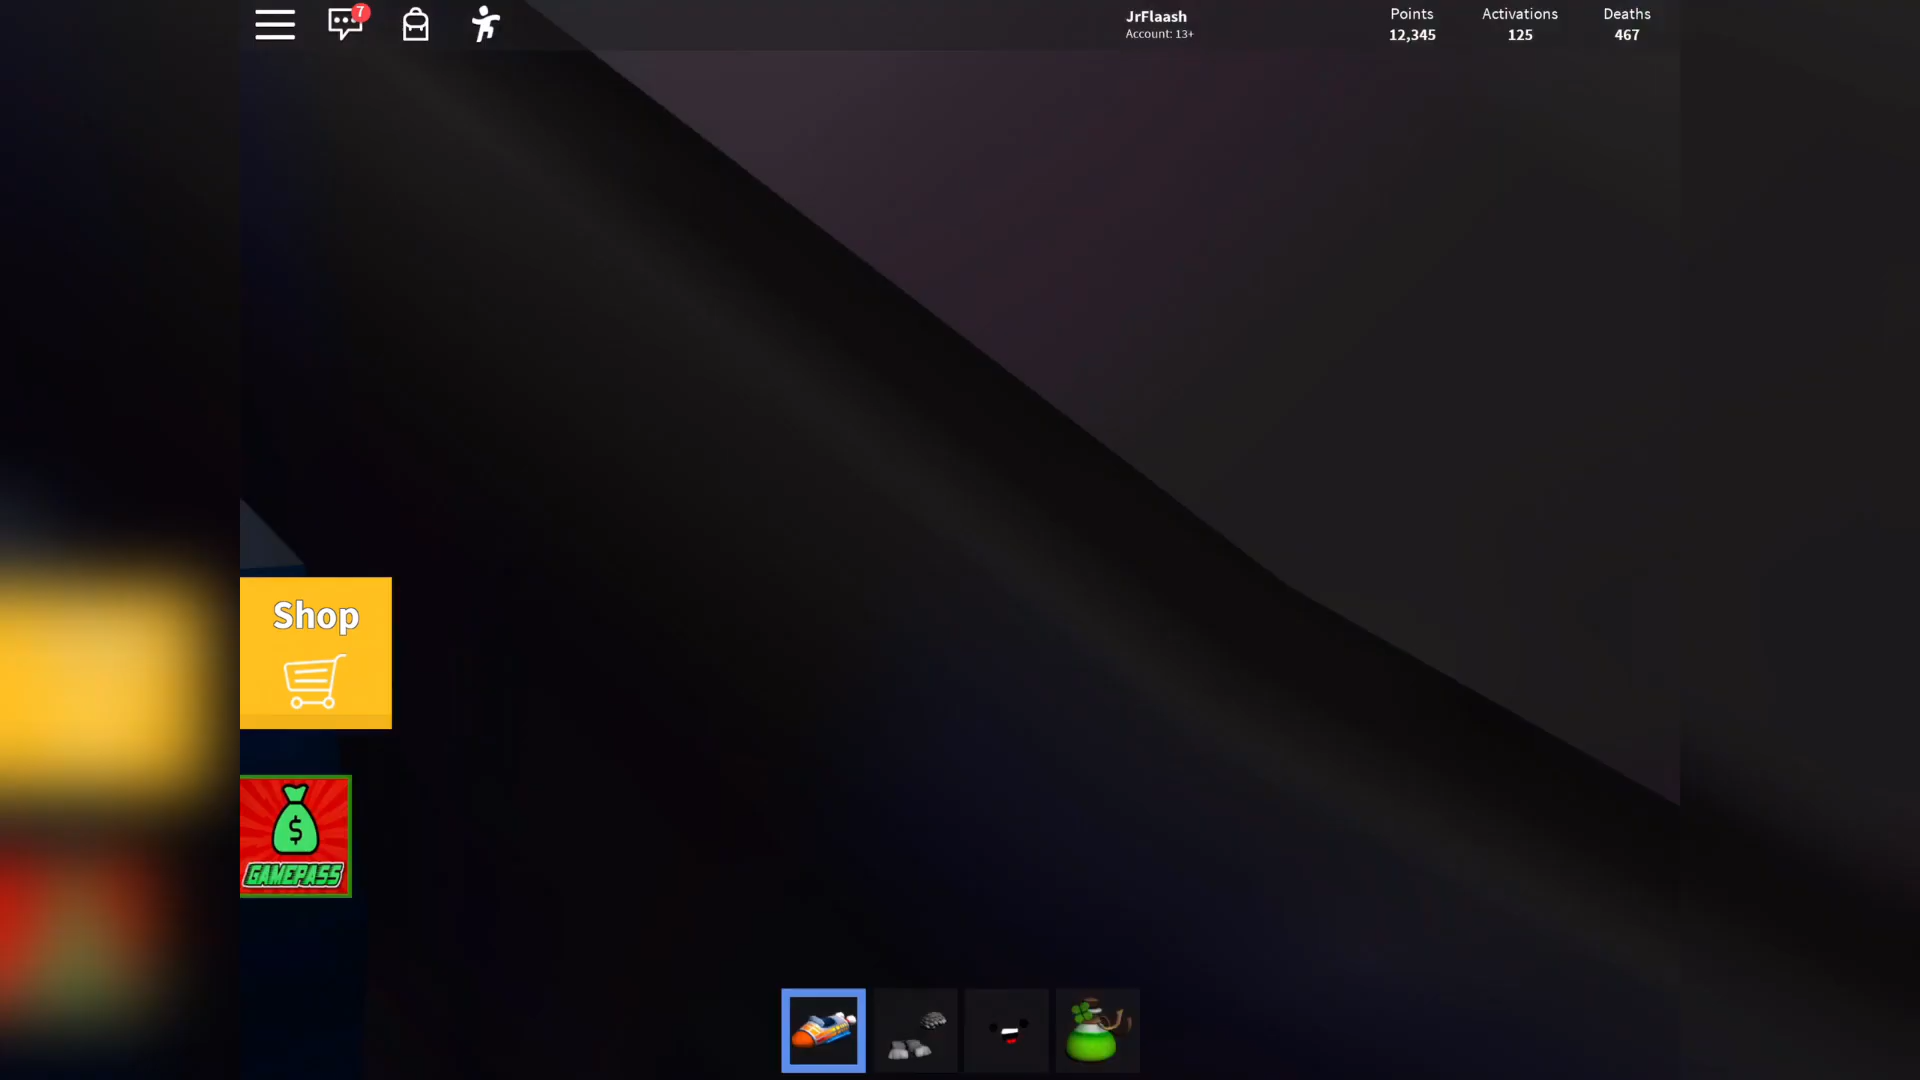 7
JrFlaash
Account: 13+
Points
12,345
Activations
125
Deaths
467
Shop
$
GAMEPASS